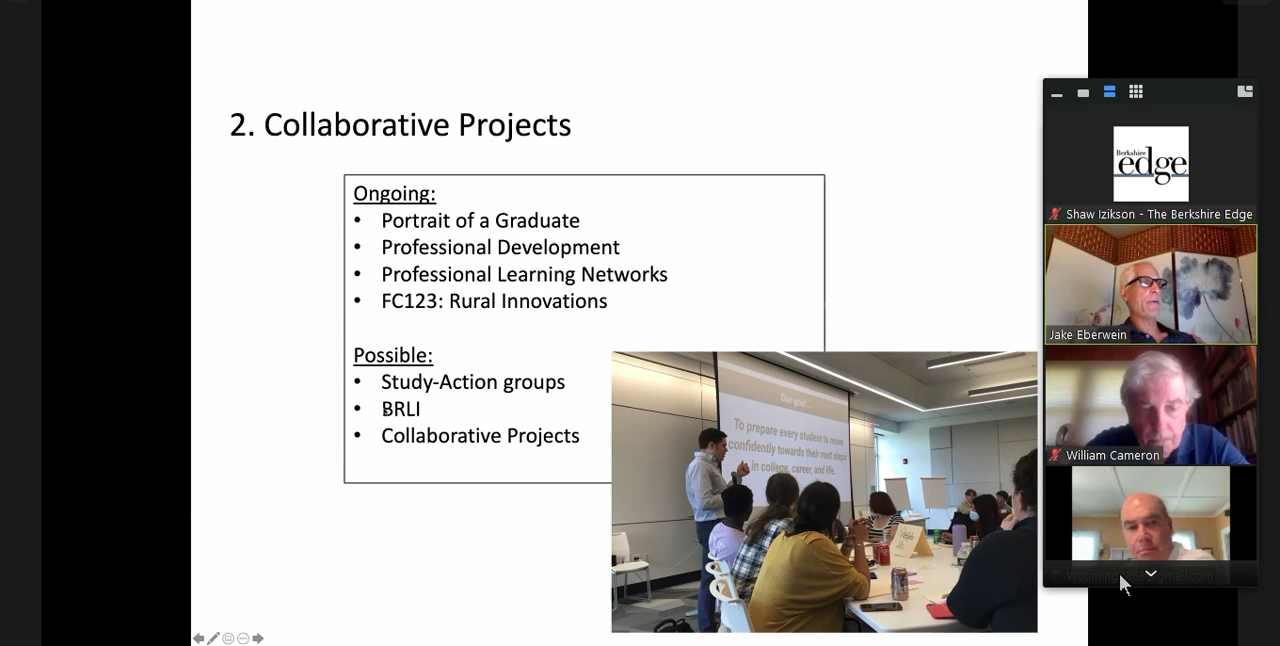 2. Collaborative Projects
Ongoing:
• Portrait of a Graduate
• Professional Development
• Professional Learning Networks
• FC123: Rural Innovations
Possible:
• Study-Action groups
• BRLI
• Collaborative Projects
Our goal...
To prepare every student to move
confidently towards their next steps
in college, career, and life.
Berkshire
edge
Shaw Izikson - The Berkshire Edge
Jake Eberwein
William Cameron